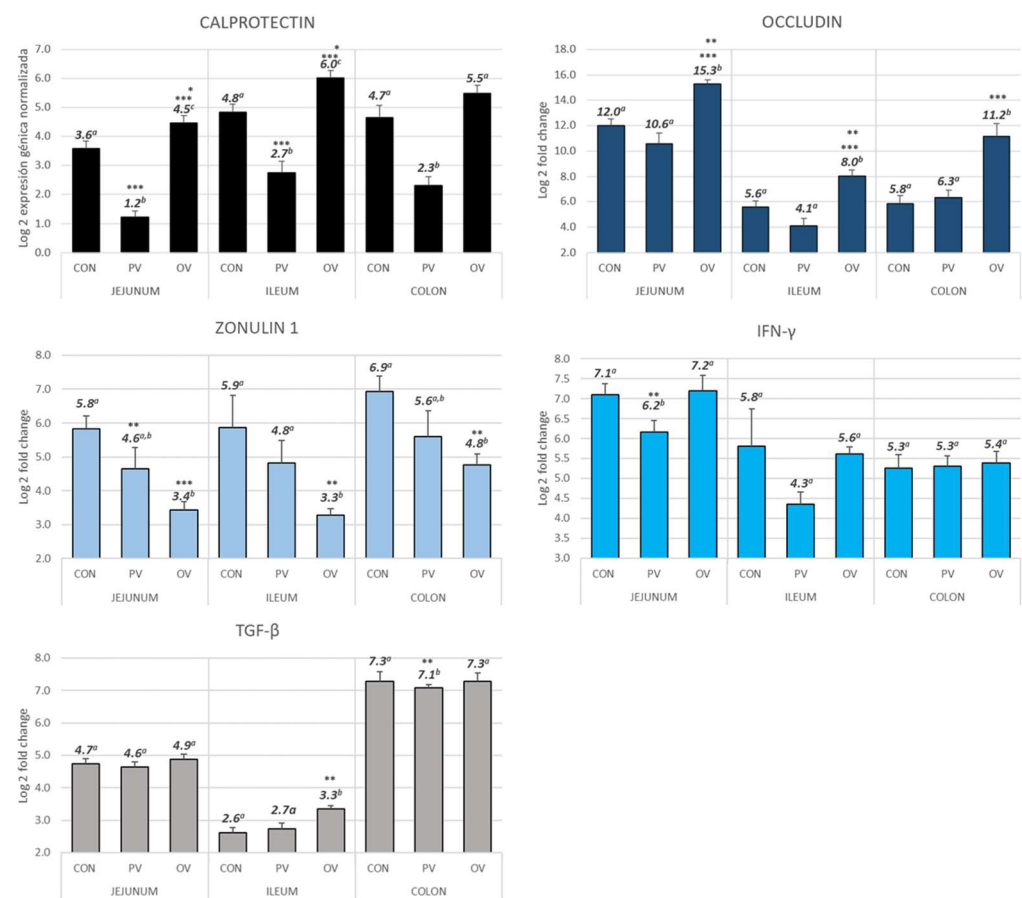 CALPROTECTIN
Log 2 expresión génica normalizada
7.0
6.0
5.0
4.0
3.0
2.0
1.0
0.0
3.6a
***
1.2b
*
***
4.5c
4.8a
***
2.7b
*
***
6.0c
4.7a
2.3b
5.5a
CON PV OV CON PV OV CON PV OV
JEJUNUM ILEUM COLON
OCCLUDIN
Log 2 fold change
18.0
16.0
14.0
12.0
10.0
8.0
6.0
4.0
2.0
12.0a
10.6a
**
***
15.3b
5.6a
4.1a
**
***
8.0b
5.8a
6.3a
***
11.2b
CON PV OV CON PV OV CON PV OV
JEJUNUM ILEUM COLON
ZONULIN 1
Log 2 fold change
8.0
7.0
6.0
5.0
4.0
3.0
2.0
5.8a
**
4.6a,b
***
3.4b
5.9a
4.8a
**
3.3b
6.9a
5.6a,b
**
4.8b
CON PV OV CON PV OV CON PV OV
JEJUNUM ILEUM COLON
IFN-γ
Log 2 fold change
8.0
7.5
7.0
6.5
6.0
5.5
5.0
4.5
4.0
3.5
3.0
7.1a
**
6.2b
7.2a
5.8a
4.3a
5.6a
5.3a
5.3a
5.4a
CON PV OV CON PV OV CON PV OV
JEJUNUM ILEUM COLON
TGF-β
Log 2 fold change
8.0
7.0
6.0
5.0
4.0
3.0
2.0
4.7a
4.6a
4.9a
2.6a
2.7a
**
3.3b
7.3a
**
7.1b
7.3a
CON PV OV CON PV OV CON PV OV
JEJUNUM ILEUM COLON